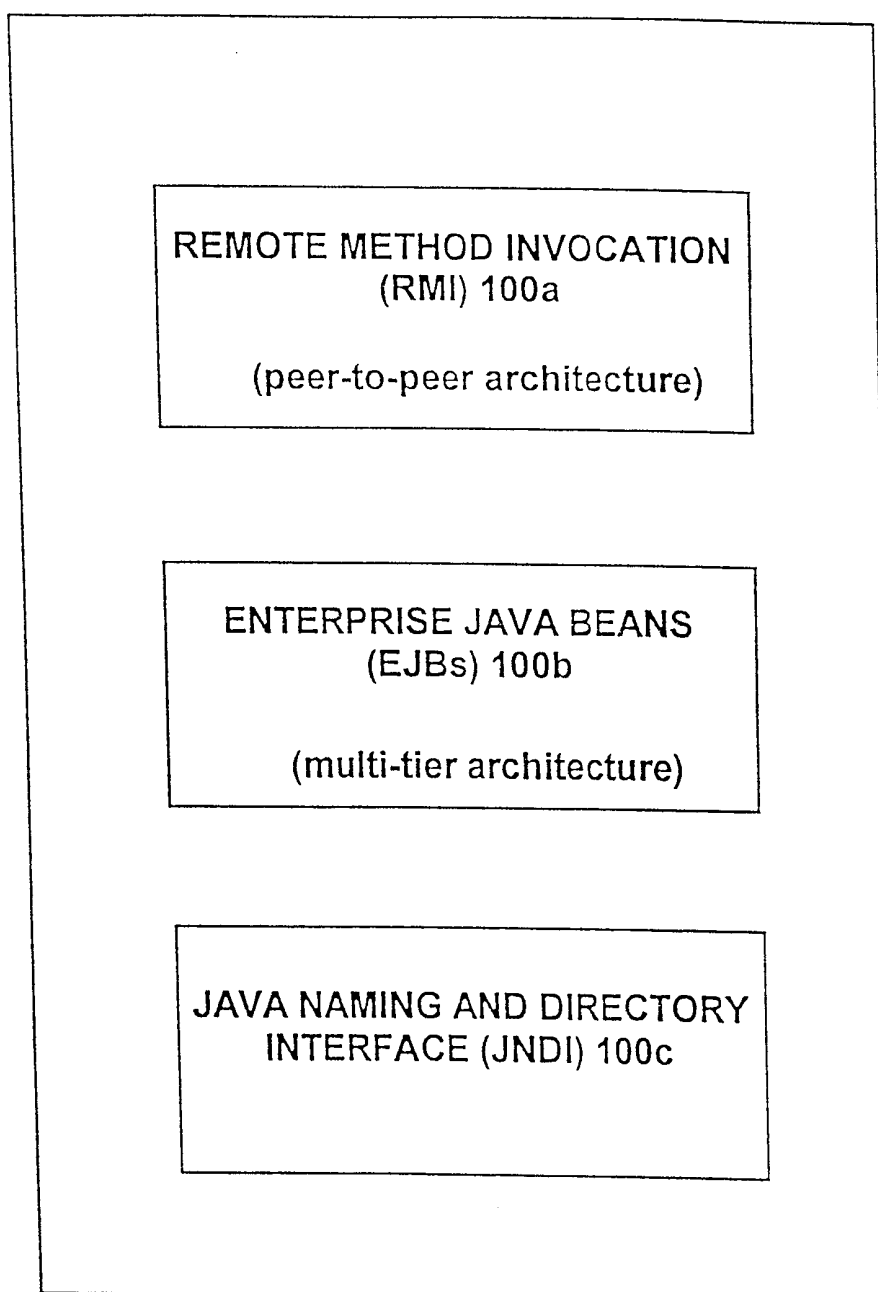 REMOTE METHOD INVOCATION
(RMI) 100a
(peer-to-peer architecture)
ENTERPRISE JAVA BEANS
(EJBs) 100b
(multi-tier architecture)
JAVA NAMING AND DIRECTORY
INTERFACE (JNDI) 100c